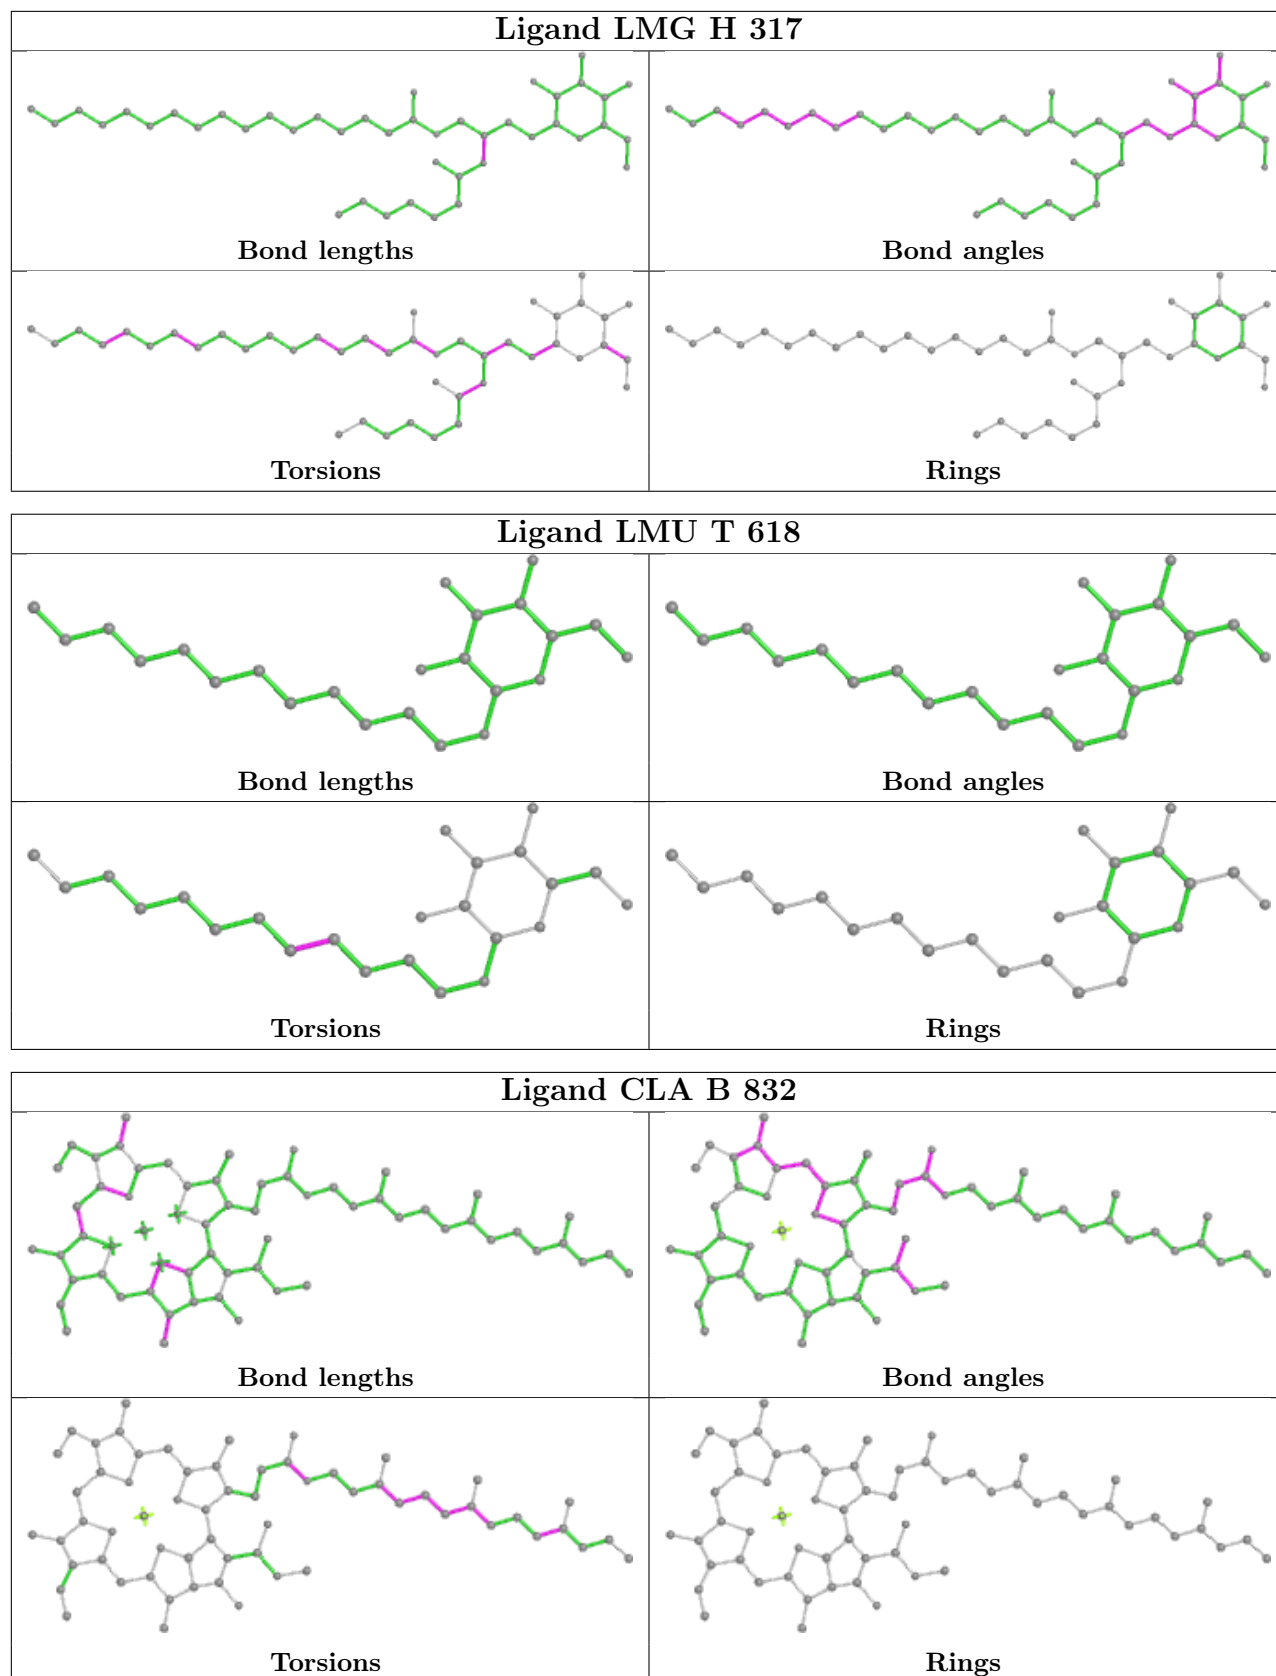 Ligand LMG H 317
Bond lengths
Bond angles
Torsions
Rings
Ligand LMU T 618
Bond lengths
Bond angles
Torsions
Rings
Ligand CLA B 832
Bond lengths
Bond angles
Torsions
Rings